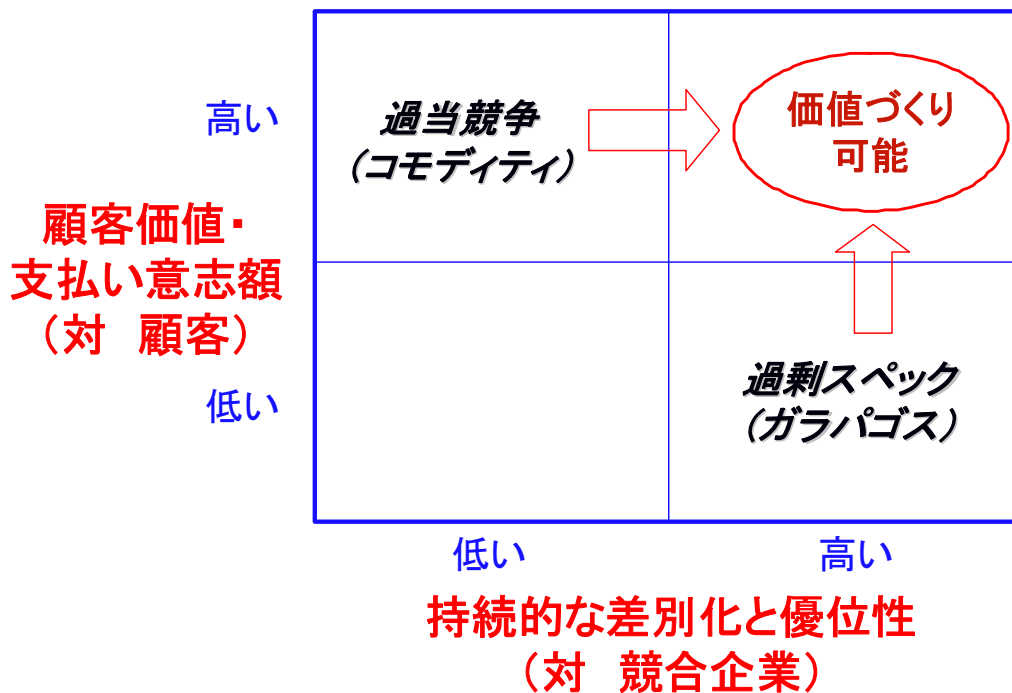 高い
過当競争
（コモディティ）
価値づくり
可能
顧客価値・
支払い意志額
（対　顧客）
低い
過剰スペック
（ガラパゴス）
低い
高い
持続的な差別化と優位性
（対　競合企業）